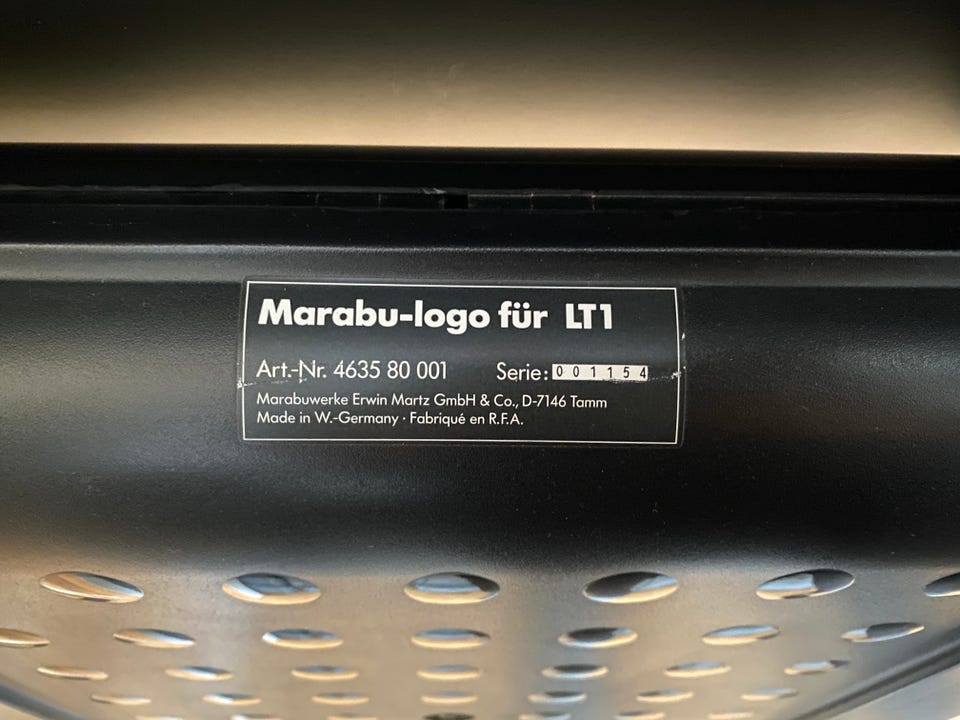 Marabu-logo für LT1
Art.-Nr. 4635 80 001 Serie: 001154
Marabuwerke Erwin Martz GmbH & Co., D-7146 Tamm
Made in W.-Germany · Fabriqué en R.F.A.